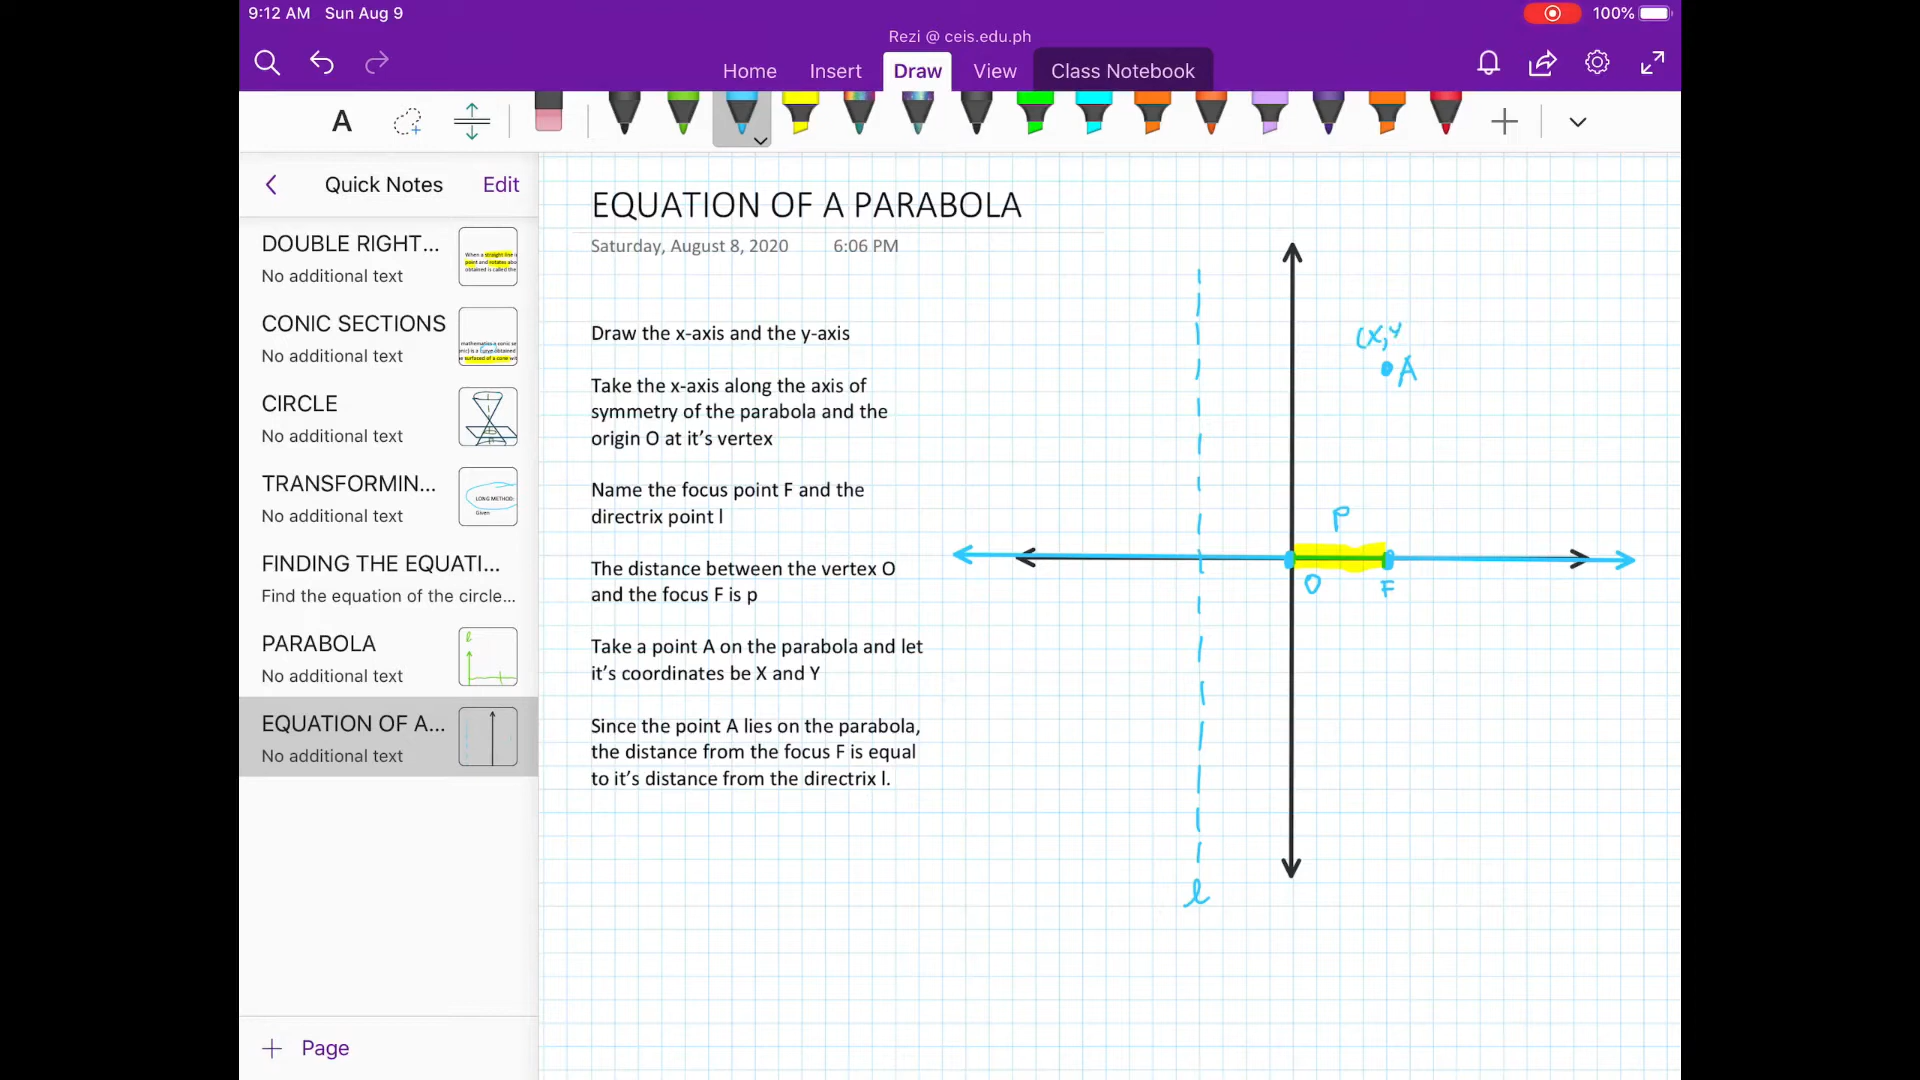 9:12 AM Sun Aug 9
100%
Rezi @ ceis.edu.ph
Home Insert Draw View Class Notebook
A
Quick Notes
Edit
DOUBLE RIGHT...
No additional text
CONIC SECTIONS
No additional text
CIRCLE
No additional text
TRANSFORMIN...
No additional text
FINDING THE EQUATI...
Find the equation of the circle...
PARABOLA
No additional text
EQUATION OF A...
No additional text
Page
EQUATION OF A PARABOLA
Saturday, August 8, 2020 6:06 PM
Draw the x-axis and the y-axis
Take the x-axis along the axis of
symmetry of the parabola and the
origin O at it's vertex
Name the focus point F and the
directrix point l
The distance between the vertex O
and the focus F is p
Take a point A on the parabola and let
it's coordinates be X and Y
Since the point A lies on the parabola,
the distance from the focus F is equal
to it's distance from the directrix l.
(x,y
A
P
O
F
l